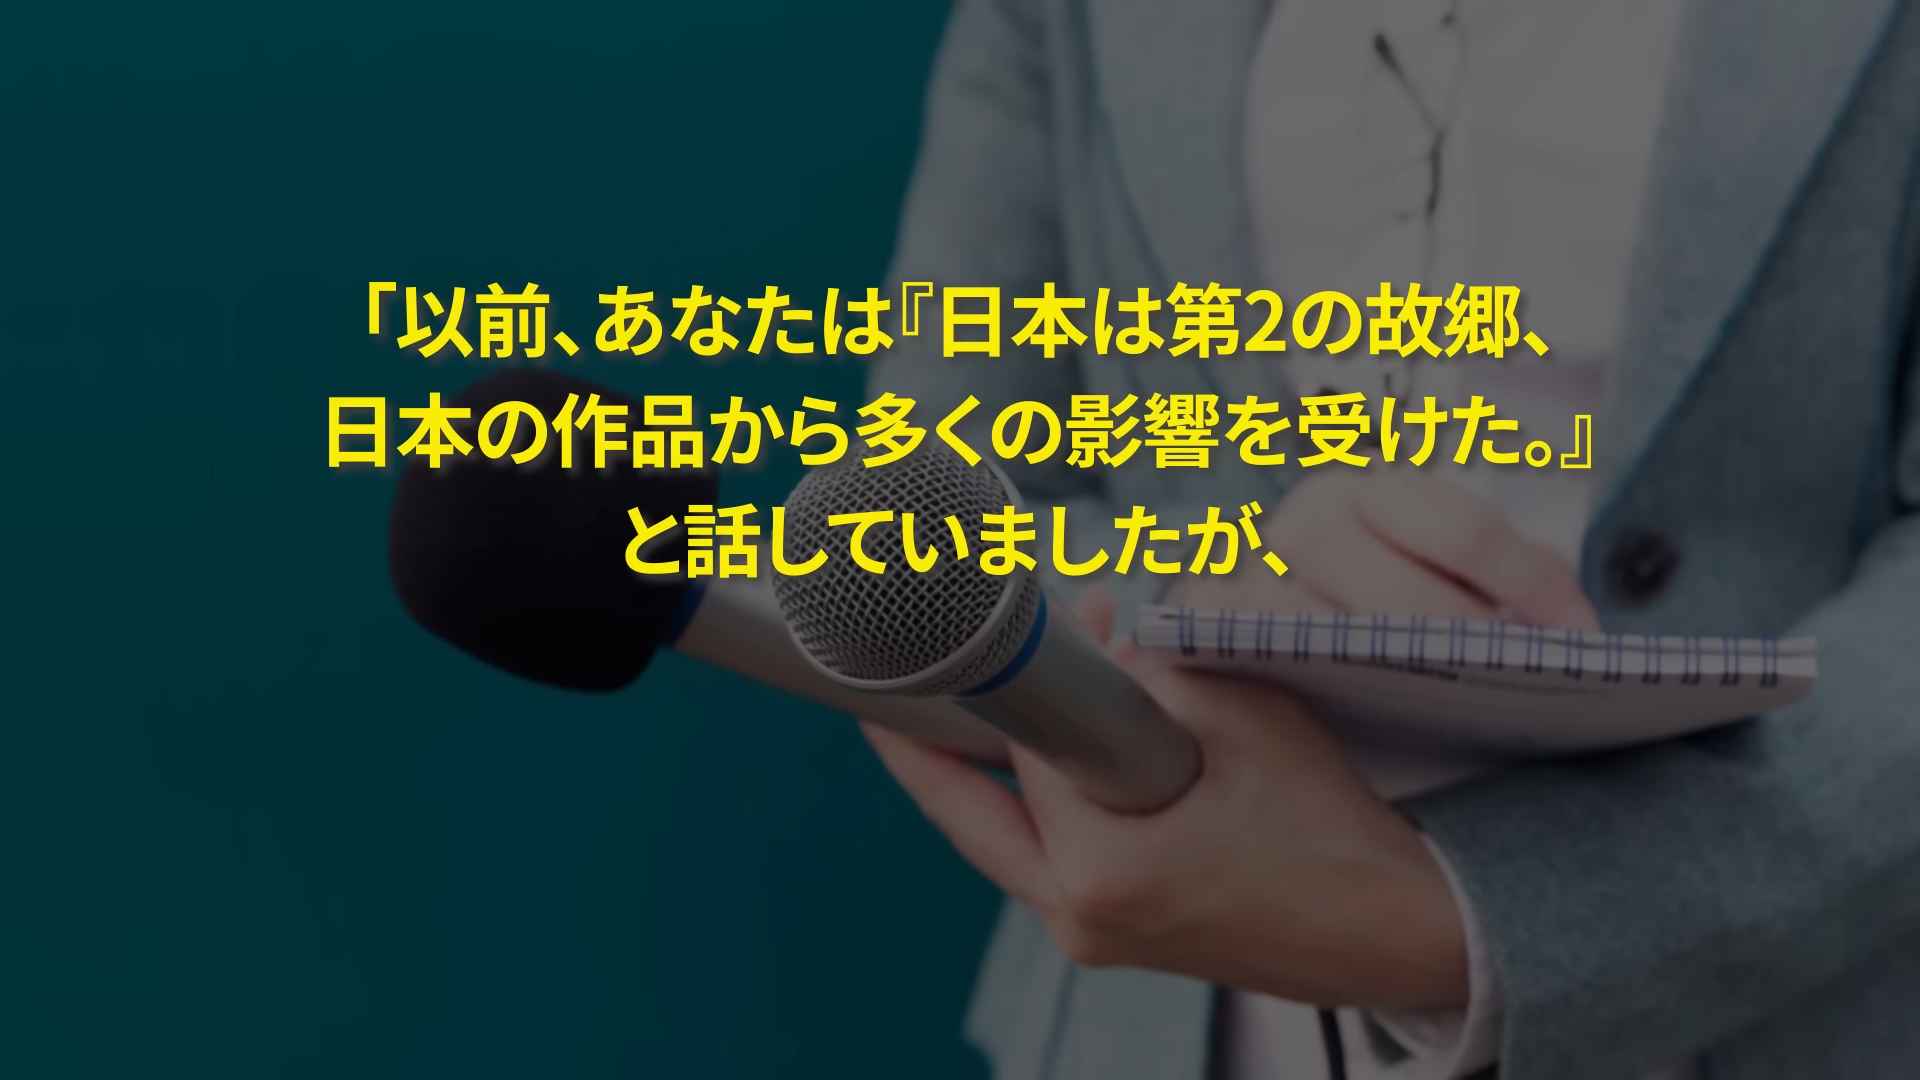 「以前、あなたは『日本は第2の故郷、
日本の作品から多くの影響を受けた。』
と話していましたが、